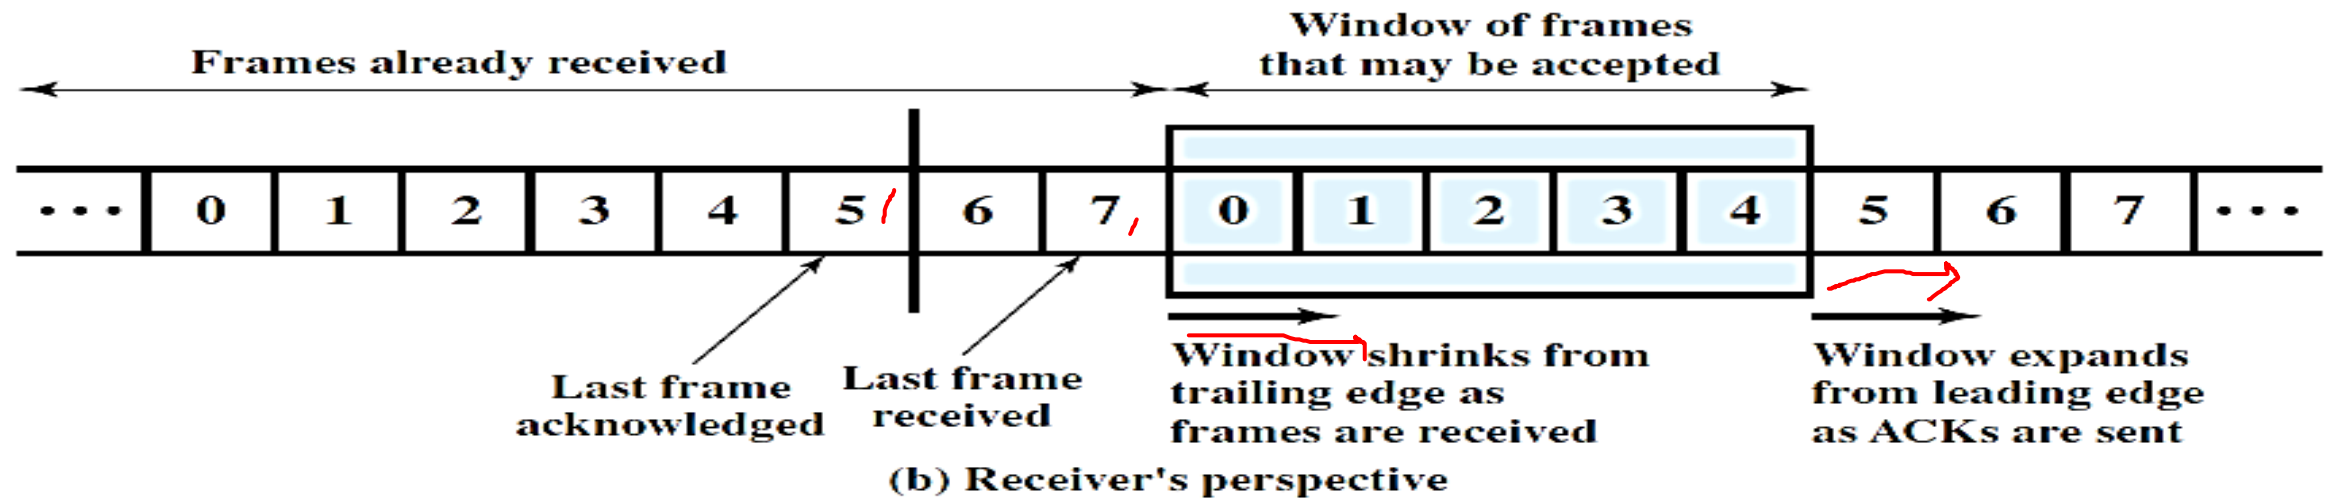 Frames already received
Window of frames
that may be accepted
• • • 0 1 2 3 4 5 6 7 0 1 2 3 4 5 6 7 • • •
Last frame
acknowledged
Last frame
received
Window shrinks from
trailing edge as
frames are received
Window expands
from leading edge
as ACKs are sent
(b) Receiver's perspective